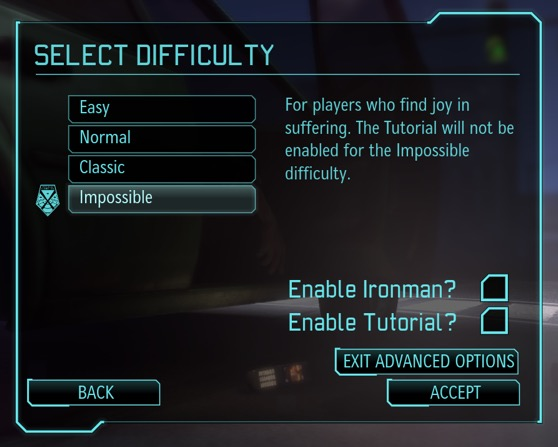 SELECT DIFFICULTY
Easy
Normal
Classic
Impossible
For players who find joy in
suffering. The Tutorial will not be
enabled for the Impossible
difficulty.
Enable Ironman?
Enable Tutorial?
EXIT ADVANCED OPTIONS
BACK
ACCEPT